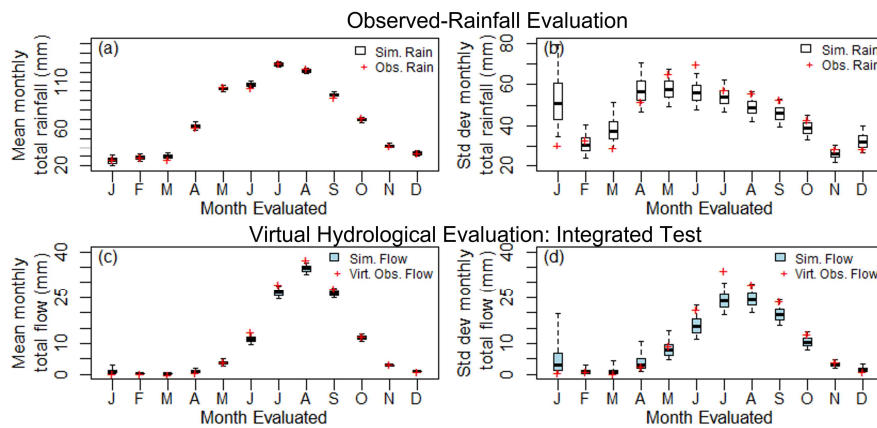 Observed-Rainfall Evaluation
(a)
Sim. Rain
Obs. Rain
Mean monthly
total rainfall (mm)
20
60
110
J F M A M J J A S O N D
Month Evaluated
(b)
Sim. Rain
Obs. Rain
Std dev monthly
total rainfall (mm)
20
40
60
80
J F M A M J J A S O N D
Month Evaluated
Virtual Hydrological Evaluation: Integrated Test
(c)
Sim. Flow
Virt. Obs. Flow
Mean monthly
total flow (mm)
0
10
25
40
J F M A M J J A S O N D
Month Evaluated
(d)
Sim. Flow
Virt. Obs. Flow
Std dev monthly
total flow (mm)
0
10
25
40
J F M A M J J A S O N D
Month Evaluated